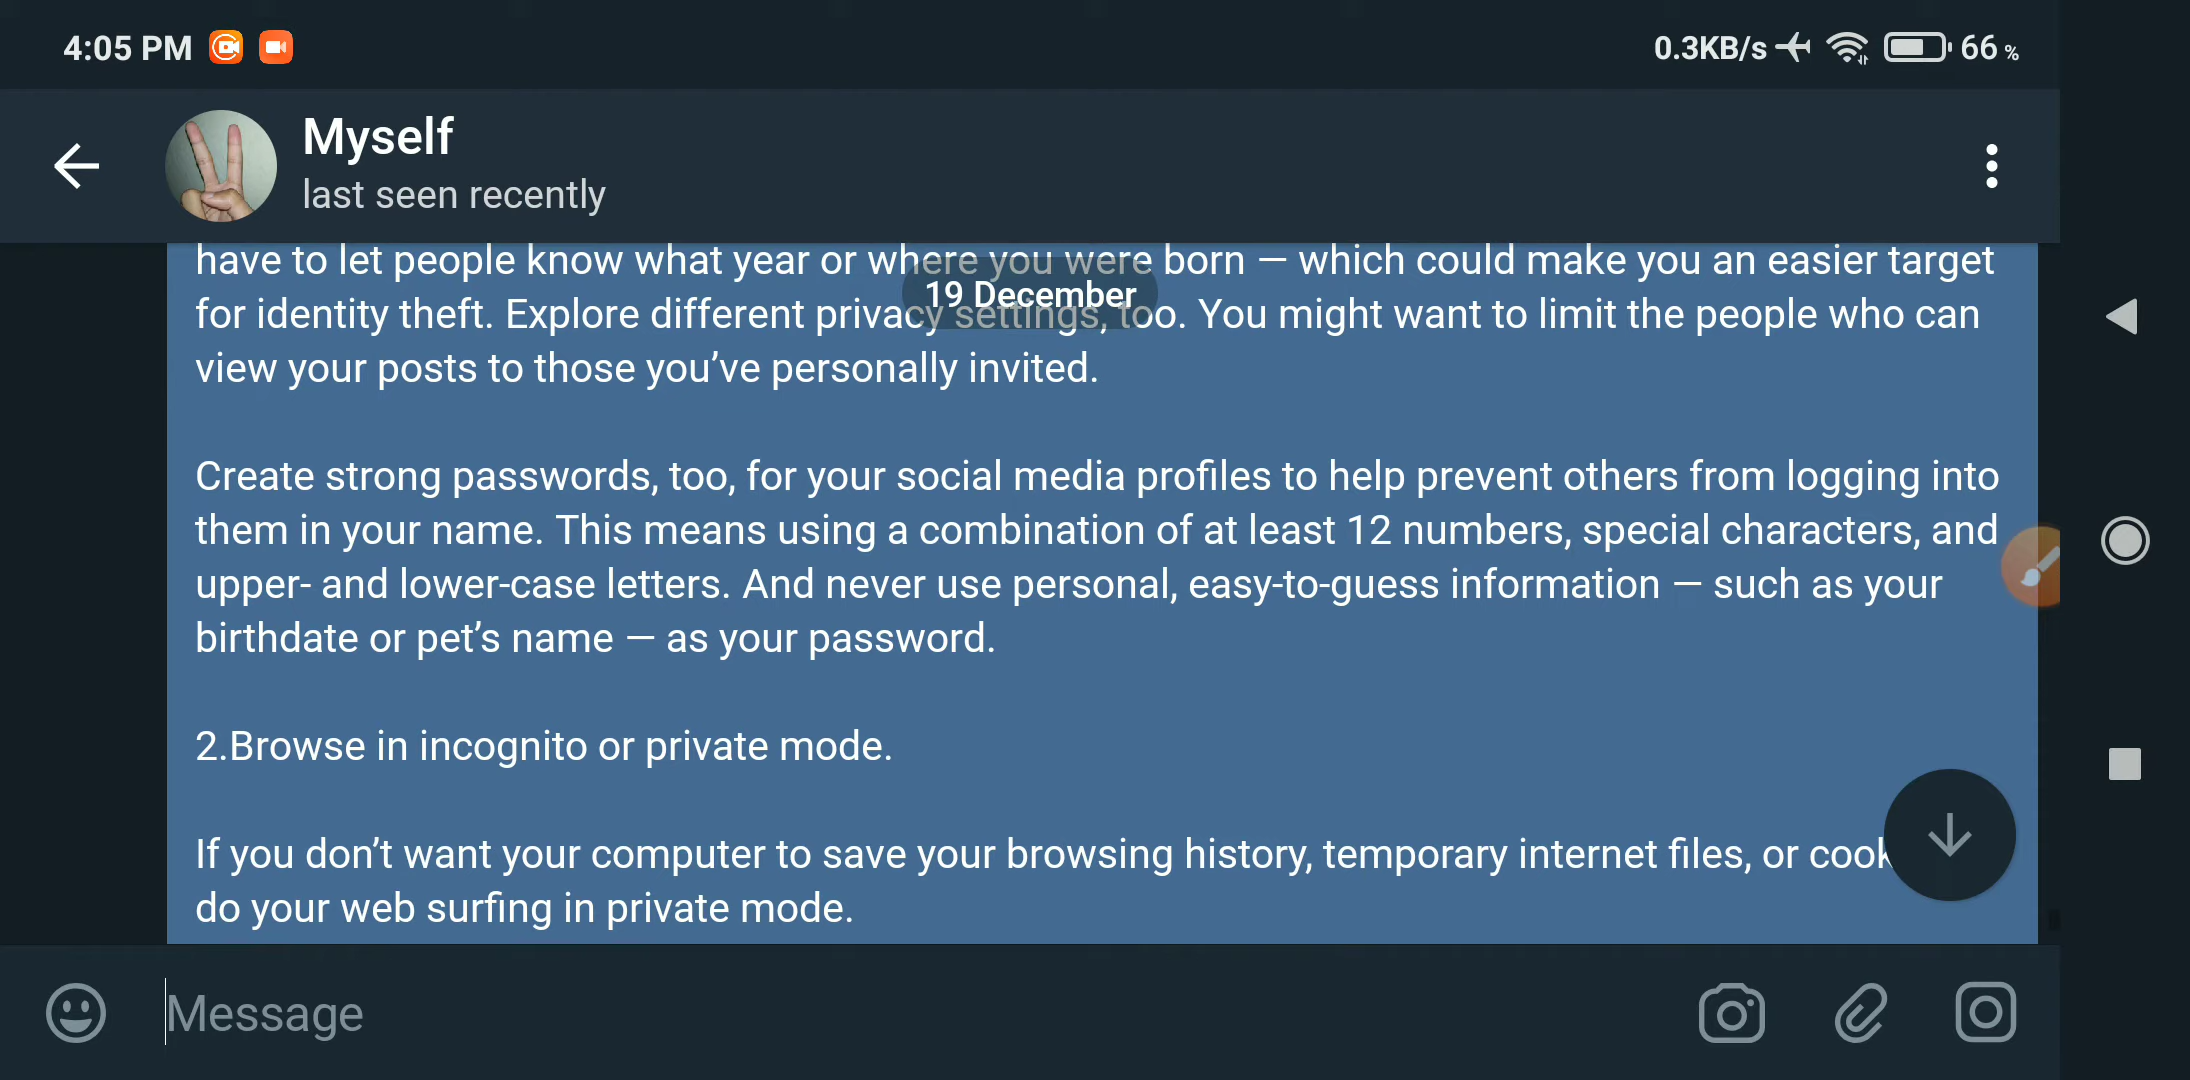 4:05 PM
0.3KB/s
66 %
Myself
last seen recently
have to let people know what year or where you were born — which could make you an easier target
19 December
for identity theft. Explore different privacy settings, too. You might want to limit the people who can
view your posts to those you’ve personally invited.
Create strong passwords, too, for your social media profiles to help prevent others from logging into
them in your name. This means using a combination of at least 12 numbers, special characters, and
upper- and lower-case letters. And never use personal, easy-to-guess information — such as your
birthdate or pet’s name — as your password.
2.Browse in incognito or private mode.
If you don’t want your computer to save your browsing history, temporary internet files, or
do your web surfing in private mode.
Message